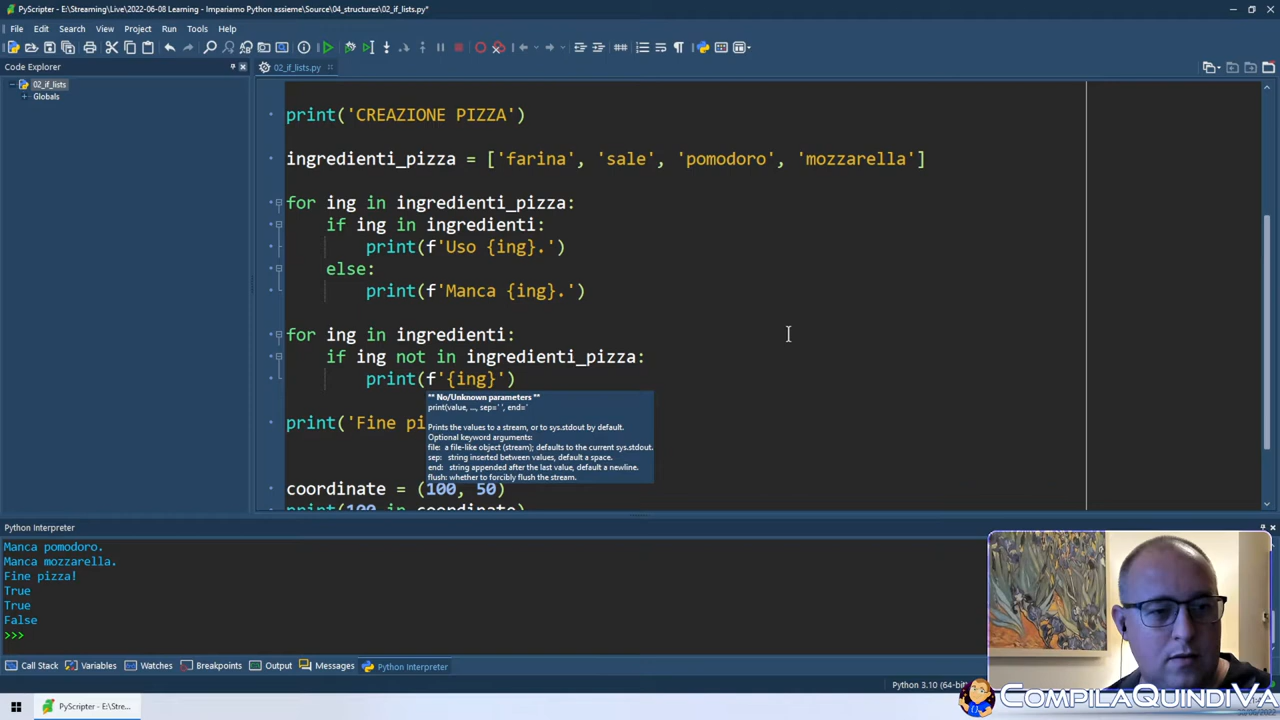 PyScripter - E:\Streaming\Live\2022-06-08 Learning - Impariamo Python assieme\Source\04_structures\02_if_lists.py*
File Edit Search View Project Run Tools Help
Code Explorer
02_if_lists.py
02_if_lists
Globals
print('CREAZIONE PIZZA')
ingredienti_pizza = ['farina', 'sale', 'pomodoro', 'mozzarella']
for ing in ingredienti_pizza:
if ing in ingredienti:
print(f'Uso {ing}.')
else:
print(f'Manca {ing}.')
for ing in ingredienti:
if ing not in ingredienti_pizza:
print(f'{ing}')
** No/Unknown parameters **
print(value, ..., sep=' ', end='
Prints the values to a stream, or to sys.stdout by default.
Optional keyword arguments:
file: a file-like object (stream); defaults to the current sys.stdout.
sep: string inserted between values, default a space.
end: string appended after the last value, default a newline.
flush: whether to forcibly flush the stream.
print('Fine pi
coordinate = (100, 50)
print(100 in coordinate)
Python Interpreter
Manca pomodoro.
Manca mozzarella.
Fine pizza!
True
True
False
>>>
Call Stack Variables Watches Breakpoints Output Messages Python Interpreter
Python 3.10 (64-bit)
PyScripter - E:\Stre...
COMPILAQUINDIVA